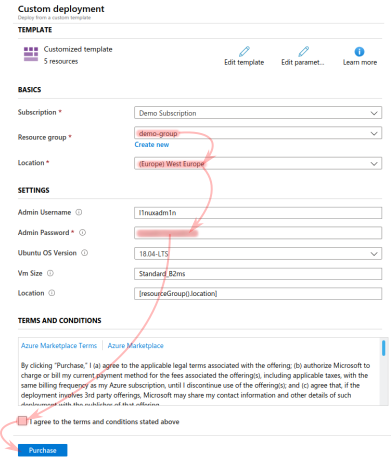 Custom deployment
Deploy from a custom template
TEMPLATE
Customized template
5 resources
Edit template
Edit paramet...
Learn more
BASICS
Subscription *
Demo Subscription
Resource group *
demo-group
Create new
Location *
(Europe) West Europe
SETTINGS
Admin Username
l1nuxadm1n
Admin Password *
Ubuntu OS Version
18.04-LTS
Vm Size
Standard_B2ms
Location
[resourceGroup().location]
TERMS AND CONDITIONS
Azure Marketplace Terms | Azure Marketplace
By clicking "Purchase," I (a) agree to the applicable legal terms associated with the offering; (b) authorize Microsoft to
charge or bill my current payment method for the fees associated the offering(s), including applicable taxes, with the
same billing frequency as my Azure subscription, until I discontinue use of the offering(s); and (c) agree that, if the
deployment involves 3rd party offerings, Microsoft may share my contact information and other details of such
deployment with the publisher of that offering.
I agree to the terms and conditions stated above
Purchase